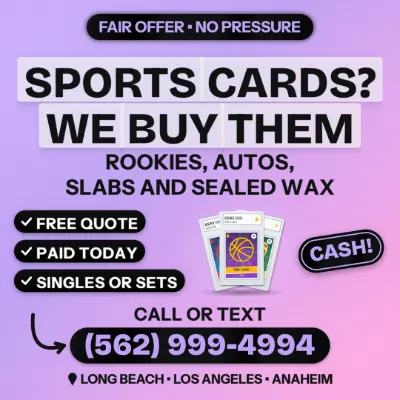 FAIR OFFER • NO PRESSURE
SPORTS CARDS?
WE BUY THEM
ROOKIES, AUTOS,
SLABS AND SEALED WAX
✓ FREE QUOTE
✓ PAID TODAY
✓ SINGLES OR SETS
CASH!
CALL OR TEXT
(562) 999-4994
LONG BEACH • LOS ANGELES • ANAHEIM